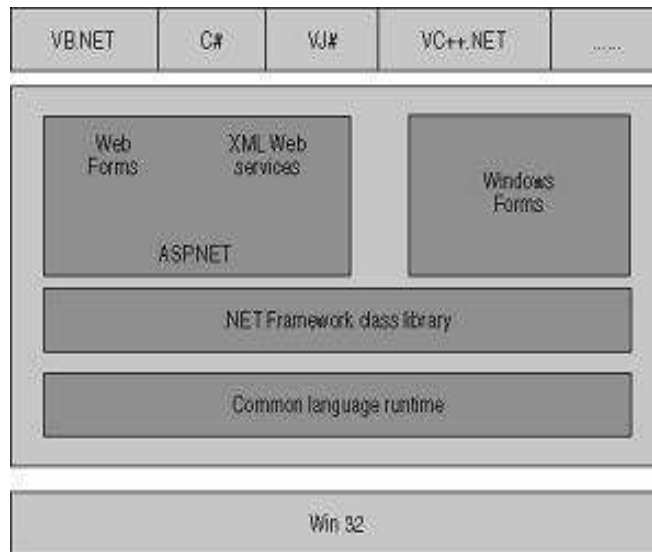 VB.NET
C#
VJ#
VC++.NET
......
Web
Forms
XML Web
services
ASP.NET
Windows
Forms
.NET Framework class library
Common language runtime
Win 32